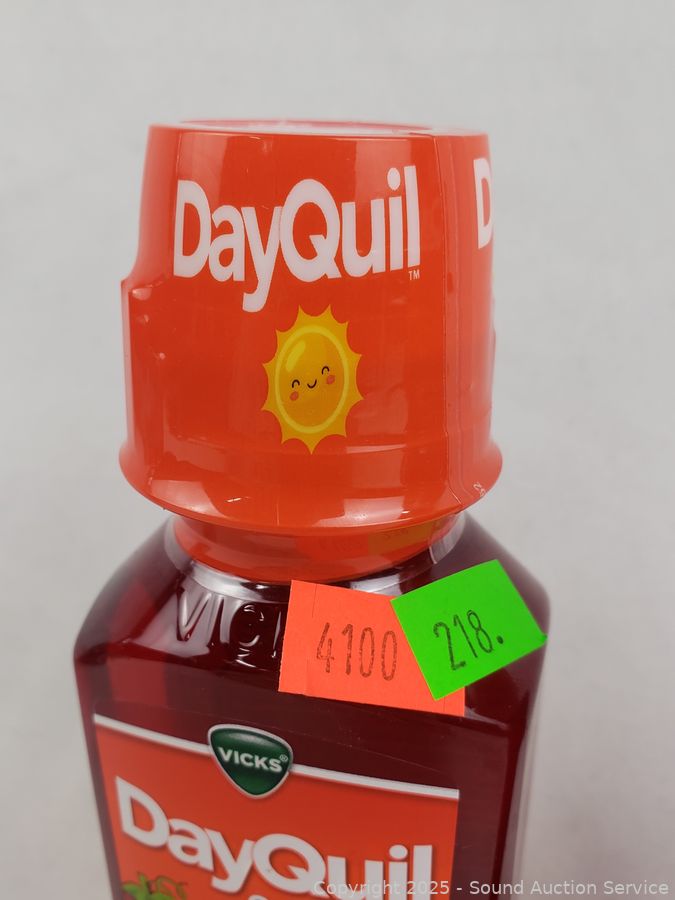 DayQuil
TM
D
VICKS
4100
218.
VICKS®
DayQuil
Copyright 2025 - Sound Auction Service